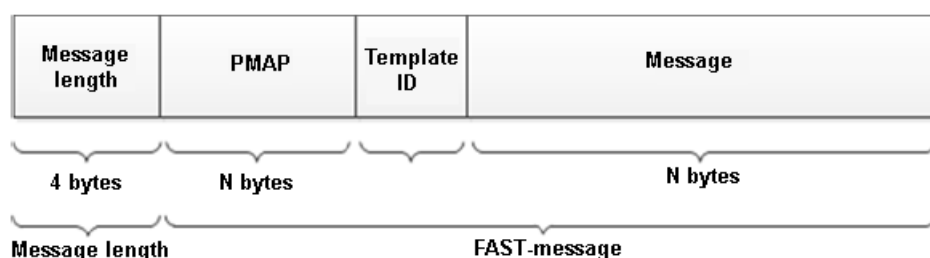 Message length
PMAP
Template ID
Message
4 bytes
N bytes
N bytes
Message length
FAST-message